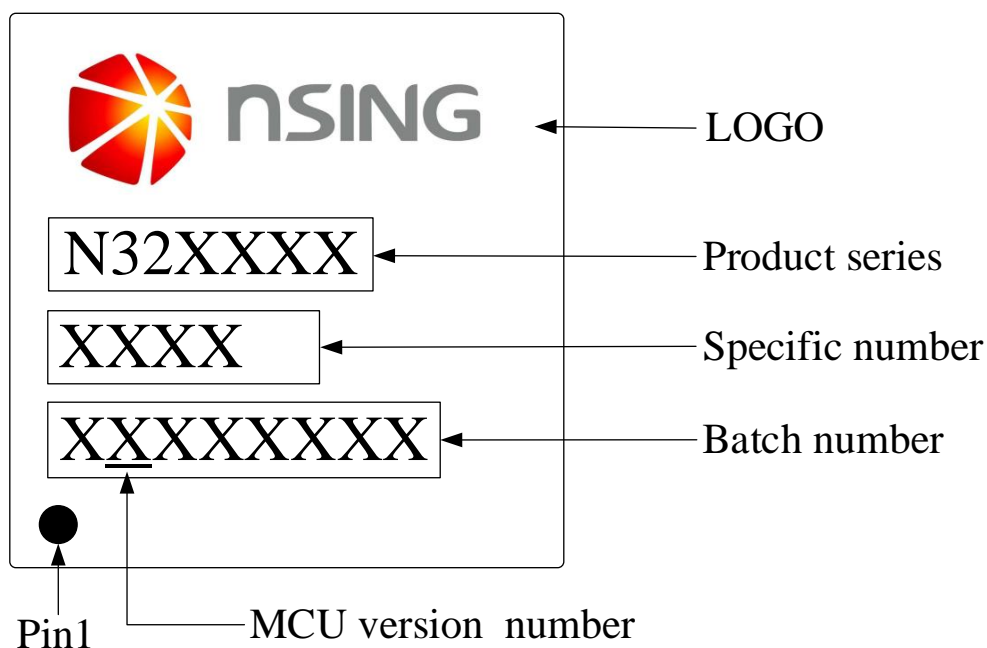 nsing
LOGO
N32XXXX
Product series
XXXX
Specific number
XXXXXXXX
Batch number
Pin1
MCU version number